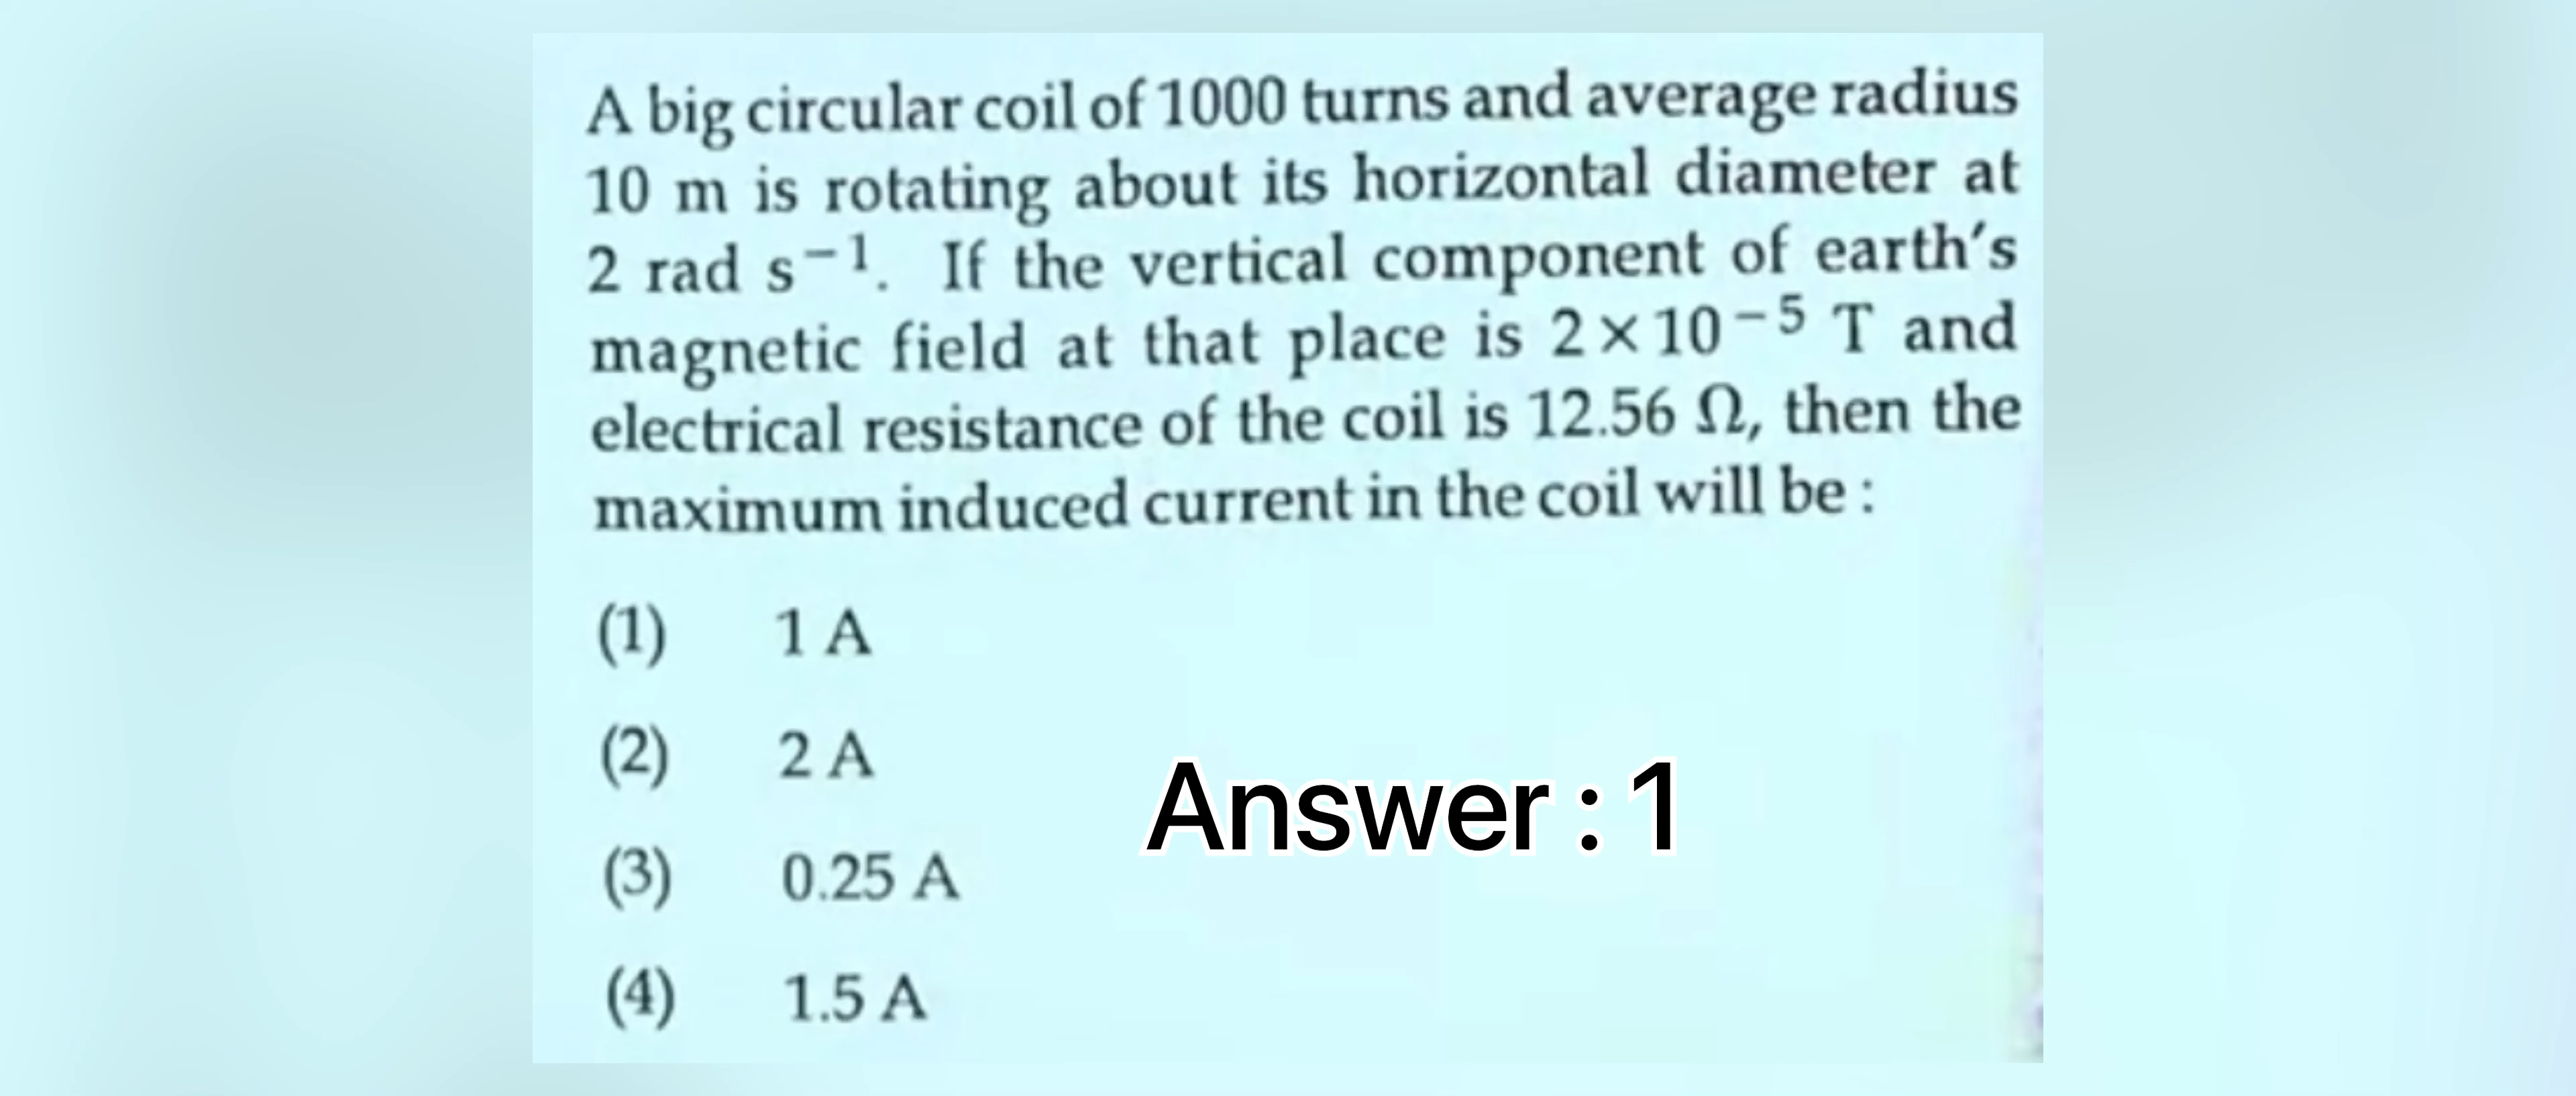 A big circular coil of 1000 turns and average radius
10 m is rotating about its horizontal diameter at
2 rad s⁻¹. If the vertical component of earth's
magnetic field at that place is 2×10⁻⁵ T and
electrical resistance of the coil is 12.56 Ω, then the
maximum induced current in the coil will be :
(1) 1 A
(2) 2 A
(3) 0.25 A
(4) 1.5 A
Answer : 1